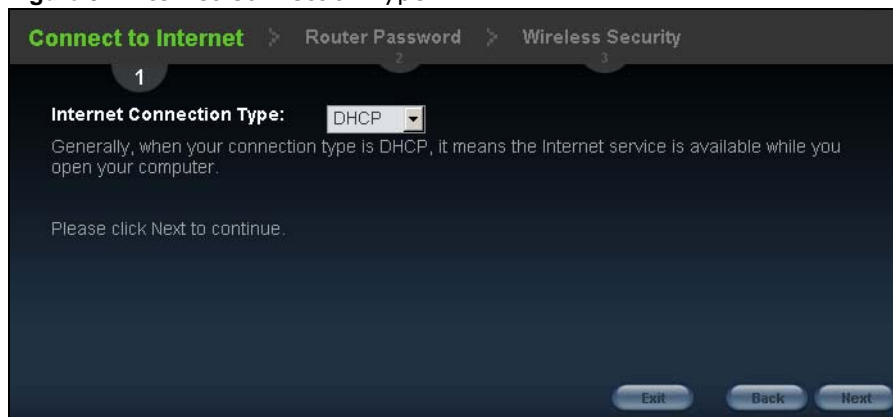 Connect to Internet > Router Password > Wireless Security
1 2 3
Internet Connection Type: DHCP
Generally, when your connection type is DHCP, it means the Internet service is available while you
open your computer.
Please click Next to continue.
Exit Back Next